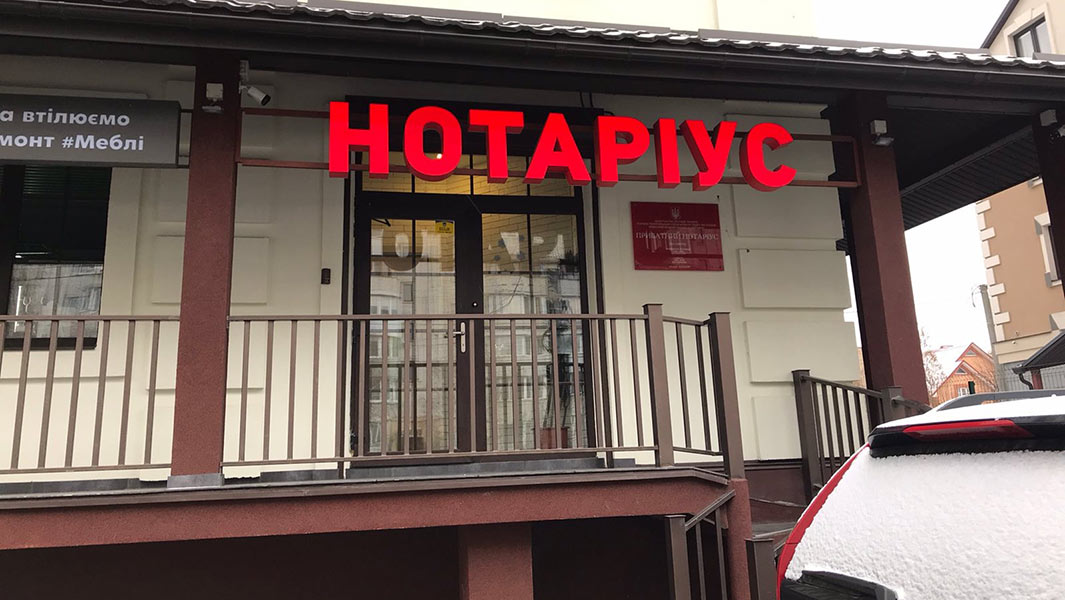 а втілюємо
монт #Меблі
НОТАРІУС
ПРИВАТНИЙ НОТАРІУС